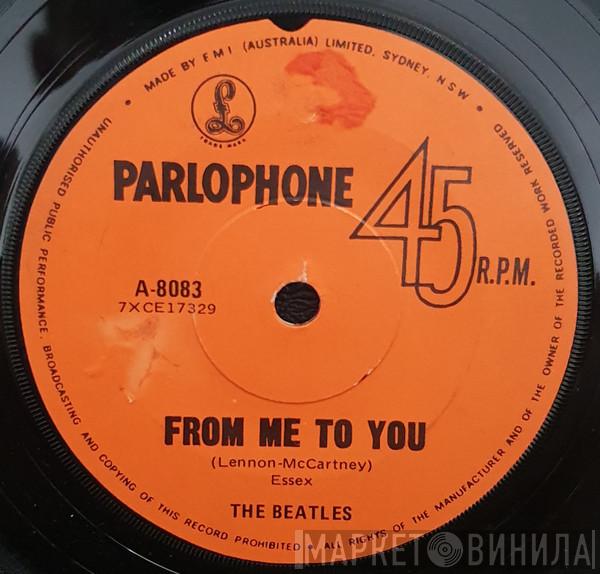 • MADE BY EMI (AUSTRALIA) LIMITED. SYDNEY. N.S.W •
£
TRADE MARK
PARLOPHONE
45 R.P.M.
A-8083
7XCE17329
FROM ME TO YOU
(Lennon-McCartney)
Essex
THE BEATLES
UNAUTHORISED PUBLIC PERFORMANCE. BROADCASTING AND COPYING OF THIS RECORD PROHIBITED • ALL RIGHTS OF THE MANUFACTURER AND OF THE OWNER OF THE RECORDED WORK RESERVED
МАРКЕТ ВИНИЛА